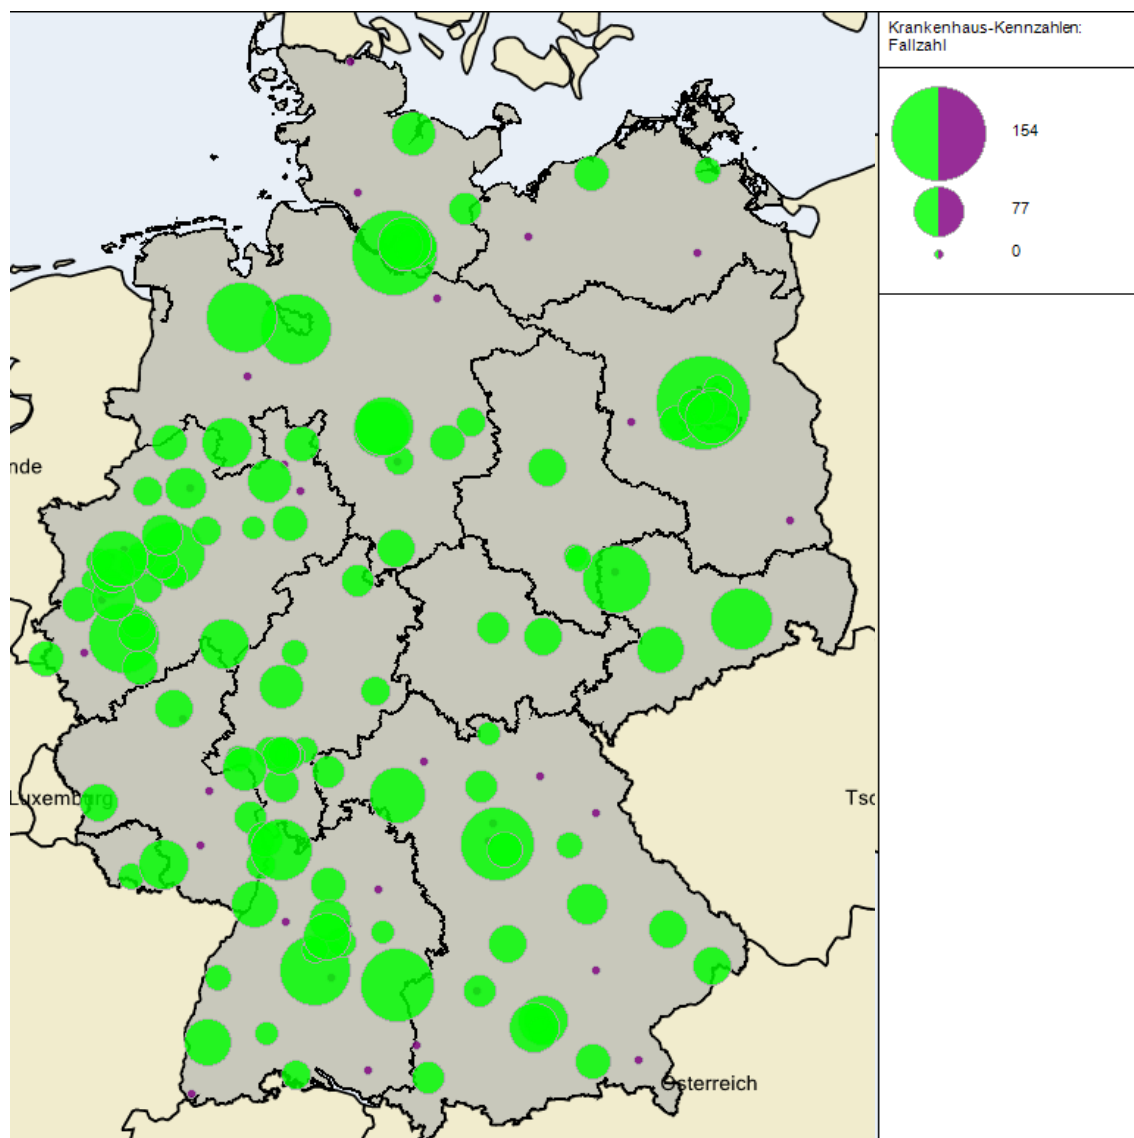 Krankenhaus-Kennzahlen:
Fallzahl
154
77
0
nde
Luxemburg
Tsc
Österreich